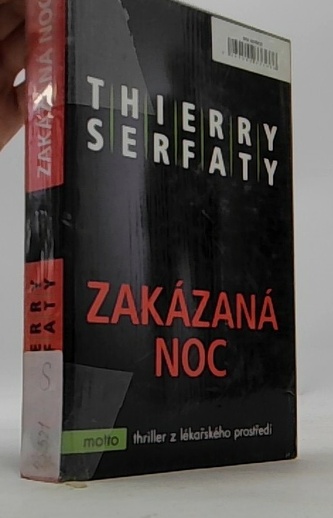 THIERRY
SERFATY
ZAKÁZANÁ
NOC
motto thriller z lékařského prostředí
ZAKÁZANÁ NOC
ERRY
FATY
S